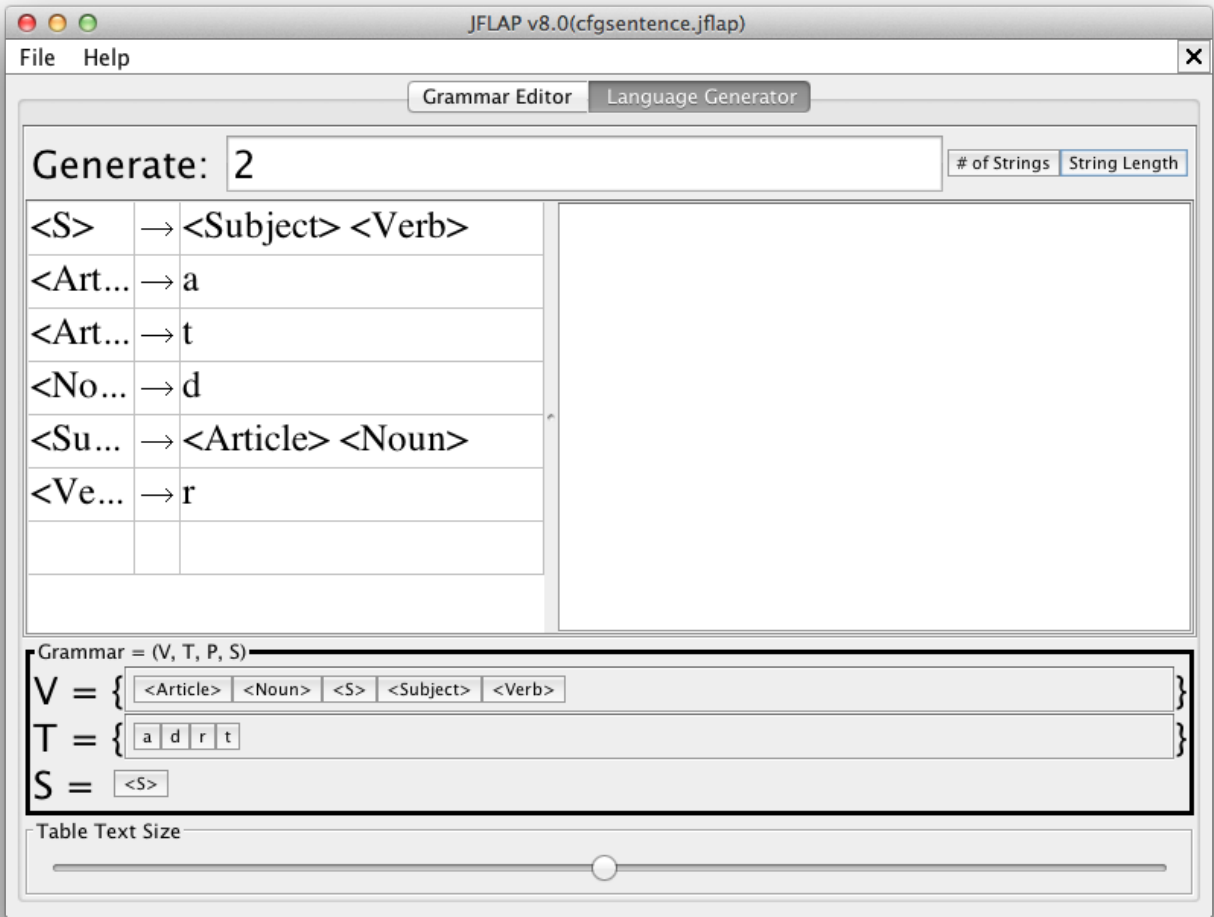 JFLAP v8.0(cfgsentence.jflap)
File Help
Grammar Editor Language Generator
Generate: 2 # of Strings String Length
<S> → <Subject> <Verb>
<Art... → a
<Art... → t
<No... → d
<Su... → <Article> <Noun>
<Ve... → r
Grammar = (V, T, P, S)
V = { <Article> <Noun> <S> <Subject> <Verb> }
T = { a d r t }
S = <S>
Table Text Size